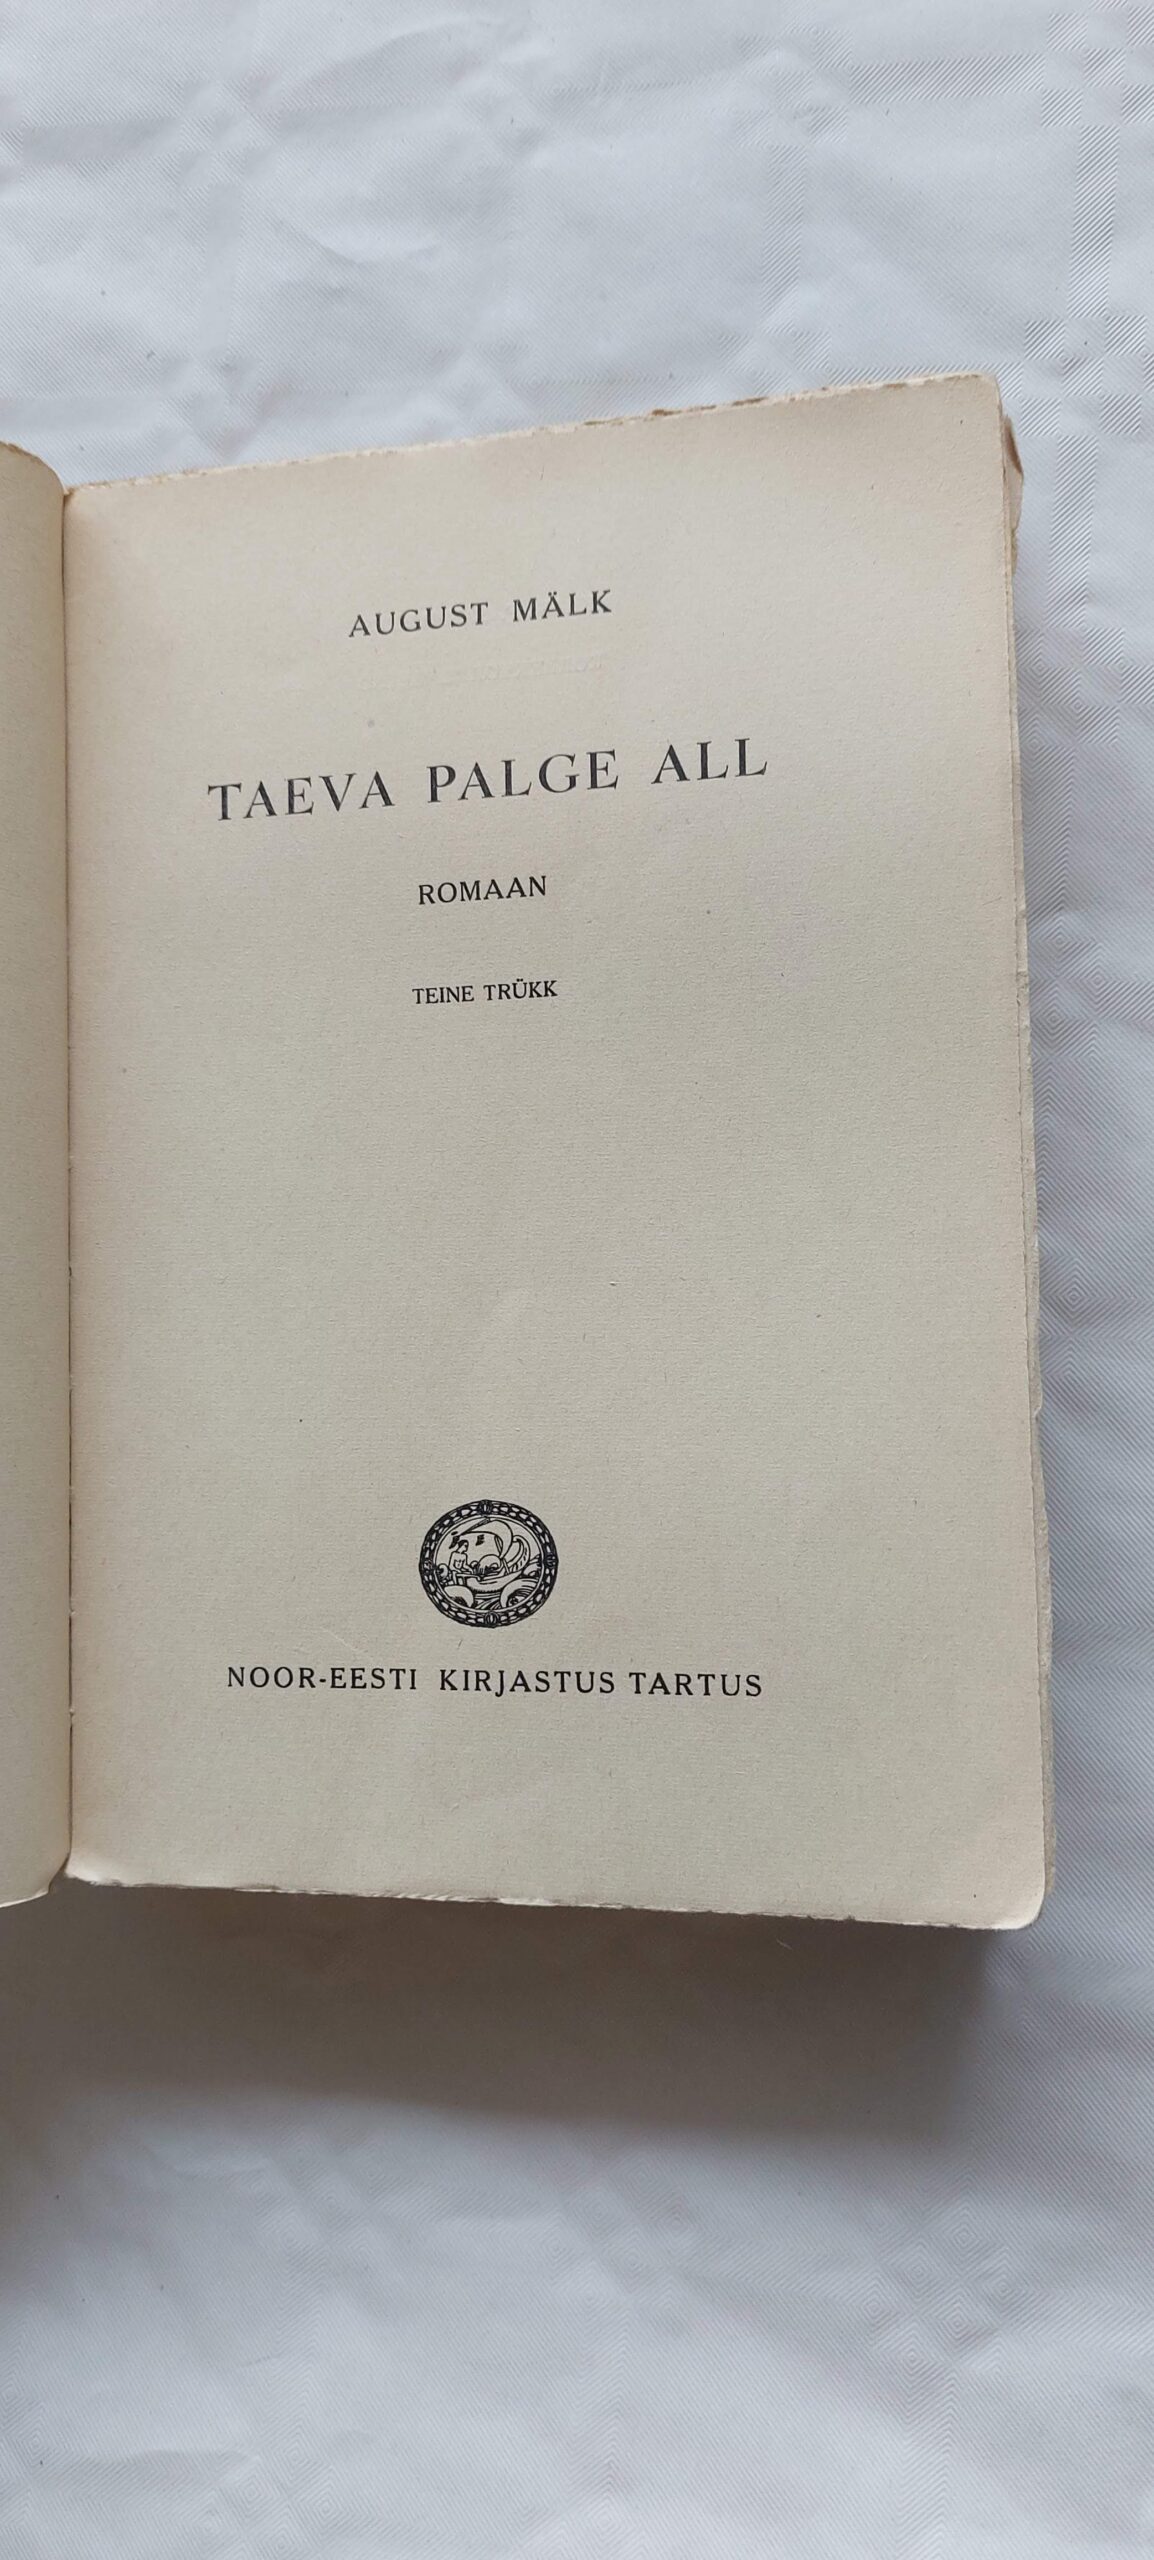 AUGUST MÄLK
TAEVA PALGE ALL
ROMAAN
TEINE TRÜKK
NOOR-EESTI KIRJASTUS TARTUS